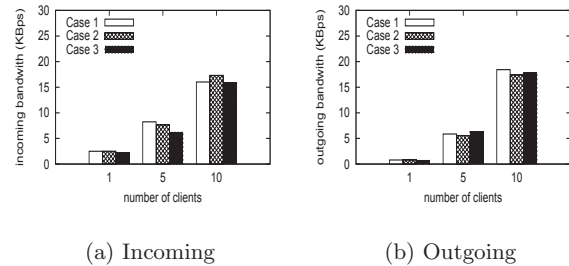 incoming bandwith (KBps)
30
25
20
15
10
5
0
Case 1
Case 2
Case 3
1 5 10
number of clients
(a) Incoming
outgoing bandwith (KBps)
30
25
20
15
10
5
0
Case 1
Case 2
Case 3
1 5 10
number of clients
(b) Outgoing